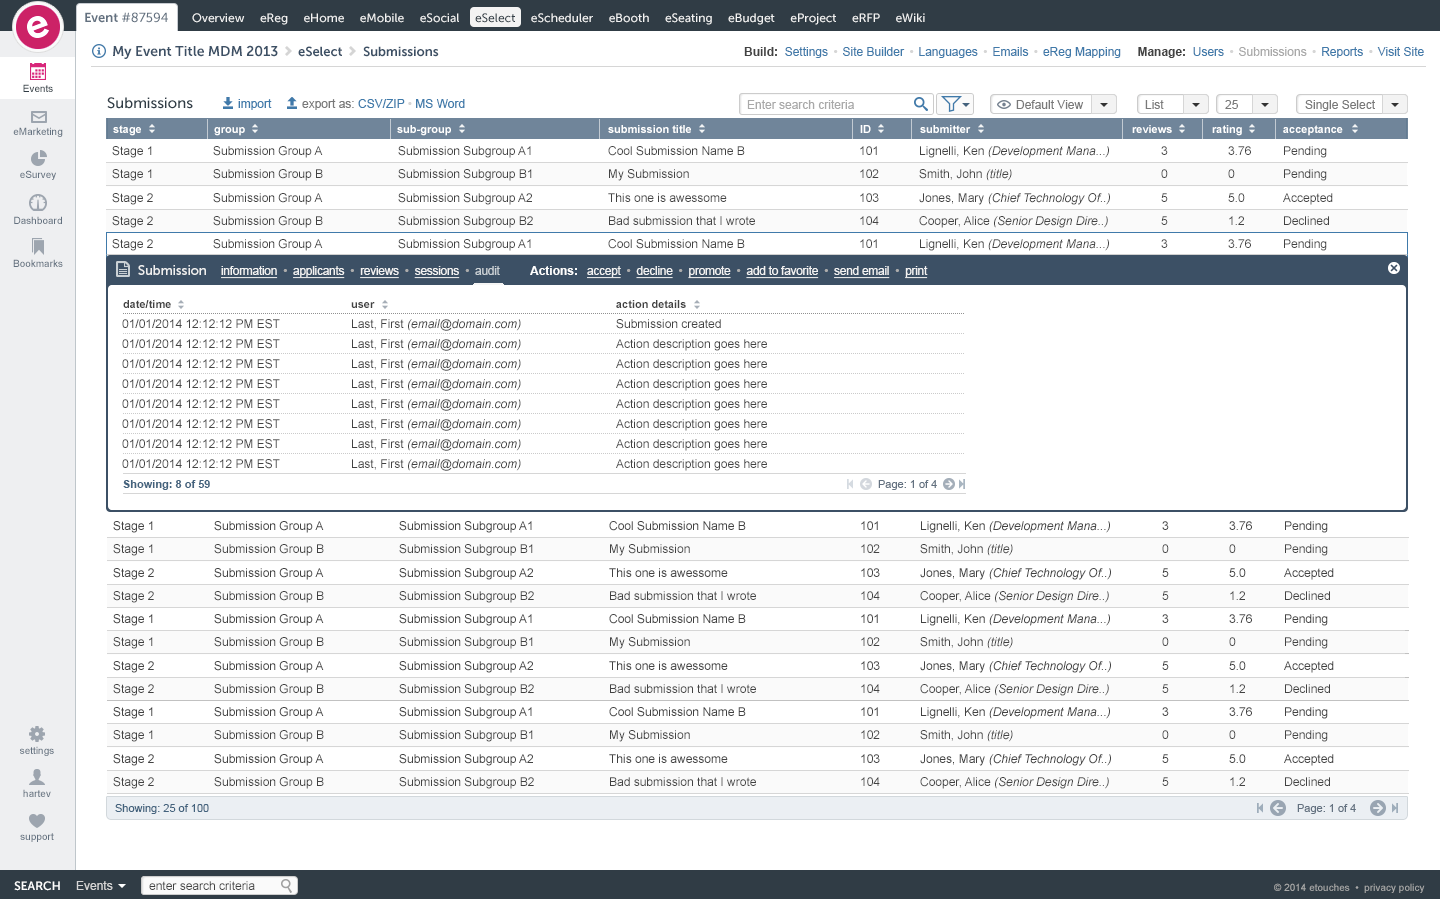 e Event #87594 Overview eReg eHome eMobile eSocial eSelect eScheduler eBooth eSeating eBudget eProject eRFP eWiki
My Event Title MDM 2013 eSelect Submissions Build: Settings • Site Builder • Languages • Emails • eReg Mapping Manage: Users • Submissions • Reports • Visit Site
Events
eMarketing
eSurvey
Dashboard
Bookmarks
settings
hartev
support
Submissions import export as: CSV/ZIP • MS Word Enter search criteria Default View List 25 Single Select
stage group sub-group submission title ID submitter reviews rating acceptance
Stage 1 Submission Group A Submission Subgroup A1 Cool Submission Name B 101 Lignelli, Ken (Development Mana...) 3 3.76 Pending
Stage 1 Submission Group B Submission Subgroup B1 My Submission 102 Smith, John (title) 0 0 Pending
Stage 2 Submission Group A Submission Subgroup A2 This one is awessome 103 Jones, Mary (Chief Technology Of..) 5 5.0 Accepted
Stage 2 Submission Group B Submission Subgroup B2 Bad submission that I wrote 104 Cooper, Alice (Senior Design Dire..) 5 1.2 Declined
Stage 2 Submission Group A Submission Subgroup A1 Cool Submission Name B 101 Lignelli, Ken (Development Mana...) 3 3.76 Pending
Submission information • applicants • reviews • sessions • audit Actions: accept • decline • promote • add to favorite • send email • print
date/time user action details
01/01/2014 12:12:12 PM EST Last, First (email@domain.com) Submission created
01/01/2014 12:12:12 PM EST Last, First (email@domain.com) Action description goes here
01/01/2014 12:12:12 PM EST Last, First (email@domain.com) Action description goes here
01/01/2014 12:12:12 PM EST Last, First (email@domain.com) Action description goes here
01/01/2014 12:12:12 PM EST Last, First (email@domain.com) Action description goes here
01/01/2014 12:12:12 PM EST Last, First (email@domain.com) Action description goes here
01/01/2014 12:12:12 PM EST Last, First (email@domain.com) Action description goes here
01/01/2014 12:12:12 PM EST Last, First (email@domain.com) Action description goes here
Showing: 8 of 59 Page: 1 of 4
Stage 1 Submission Group A Submission Subgroup A1 Cool Submission Name B 101 Lignelli, Ken (Development Mana...) 3 3.76 Pending
Stage 1 Submission Group B Submission Subgroup B1 My Submission 102 Smith, John (title) 0 0 Pending
Stage 2 Submission Group A Submission Subgroup A2 This one is awessome 103 Jones, Mary (Chief Technology Of..) 5 5.0 Accepted
Stage 2 Submission Group B Submission Subgroup B2 Bad submission that I wrote 104 Cooper, Alice (Senior Design Dire..) 5 1.2 Declined
Stage 1 Submission Group A Submission Subgroup A1 Cool Submission Name B 101 Lignelli, Ken (Development Mana...) 3 3.76 Pending
Stage 1 Submission Group B Submission Subgroup B1 My Submission 102 Smith, John (title) 0 0 Pending
Stage 2 Submission Group A Submission Subgroup A2 This one is awessome 103 Jones, Mary (Chief Technology Of..) 5 5.0 Accepted
Stage 2 Submission Group B Submission Subgroup B2 Bad submission that I wrote 104 Cooper, Alice (Senior Design Dire..) 5 1.2 Declined
Stage 1 Submission Group A Submission Subgroup A1 Cool Submission Name B 101 Lignelli, Ken (Development Mana...) 3 3.76 Pending
Stage 1 Submission Group B Submission Subgroup B1 My Submission 102 Smith, John (title) 0 0 Pending
Stage 2 Submission Group A Submission Subgroup A2 This one is awessome 103 Jones, Mary (Chief Technology Of..) 5 5.0 Accepted
Stage 2 Submission Group B Submission Subgroup B2 Bad submission that I wrote 104 Cooper, Alice (Senior Design Dire..) 5 1.2 Declined
Showing: 25 of 100 Page: 1 of 4
SEARCH Events enter search criteria © 2014 etouches • privacy policy